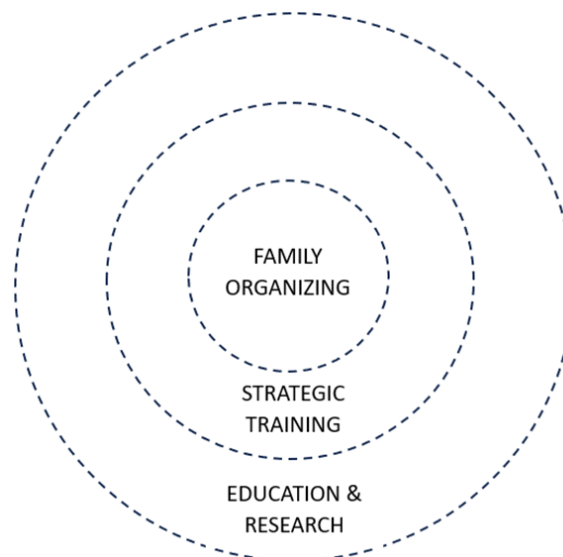 FAMILY
ORGANIZING
STRATEGIC
TRAINING
EDUCATION &
RESEARCH